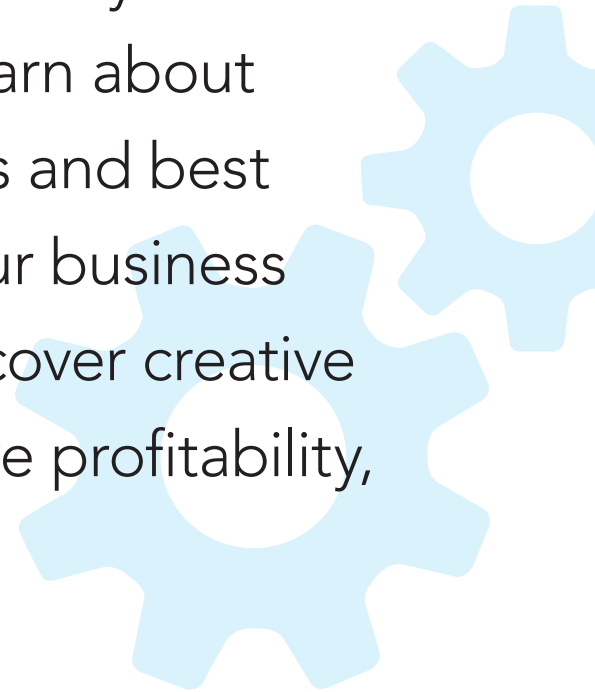 arn about
s and best
ur business
cover creative
e profitability,